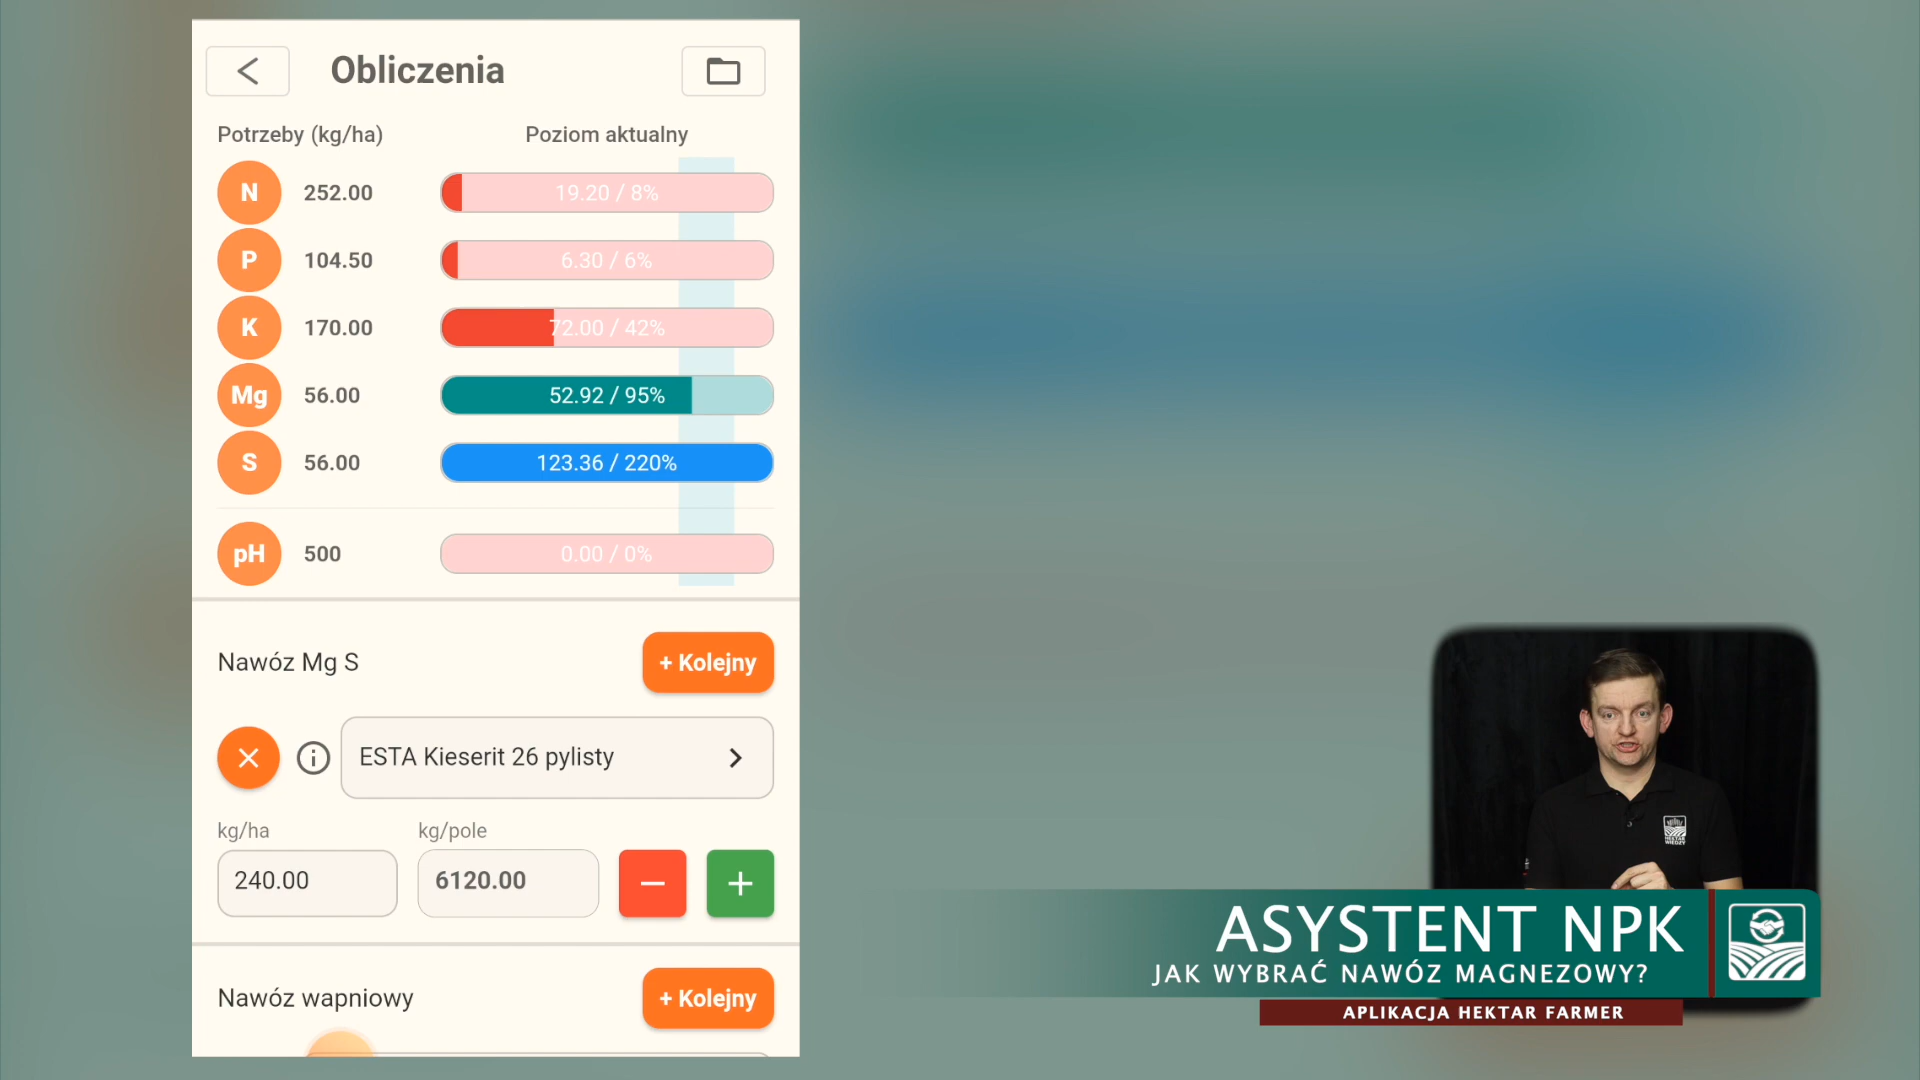 Obliczenia
Potrzeby (kg/ha) Poziom aktualny
N 252.00 19.20 / 8%
P 104.50 6.30 / 6%
K 170.00 72.00 / 42%
Mg 56.00 52.92 / 95%
S 56.00 123.36 / 220%
pH 500 0.00 / 0%
Nawóz Mg S + Kolejny
ESTA Kieserit 26 pylisty
kg/ha kg/pole
240.00 6120.00
Nawóz wapniowy + Kolejny
HEKTAR
WIEDZY
ASYSTENT NPK
JAK WYBRAĆ NAWÓZ MAGNEZOWY?
APLIKACJA HEKTAR FARMER